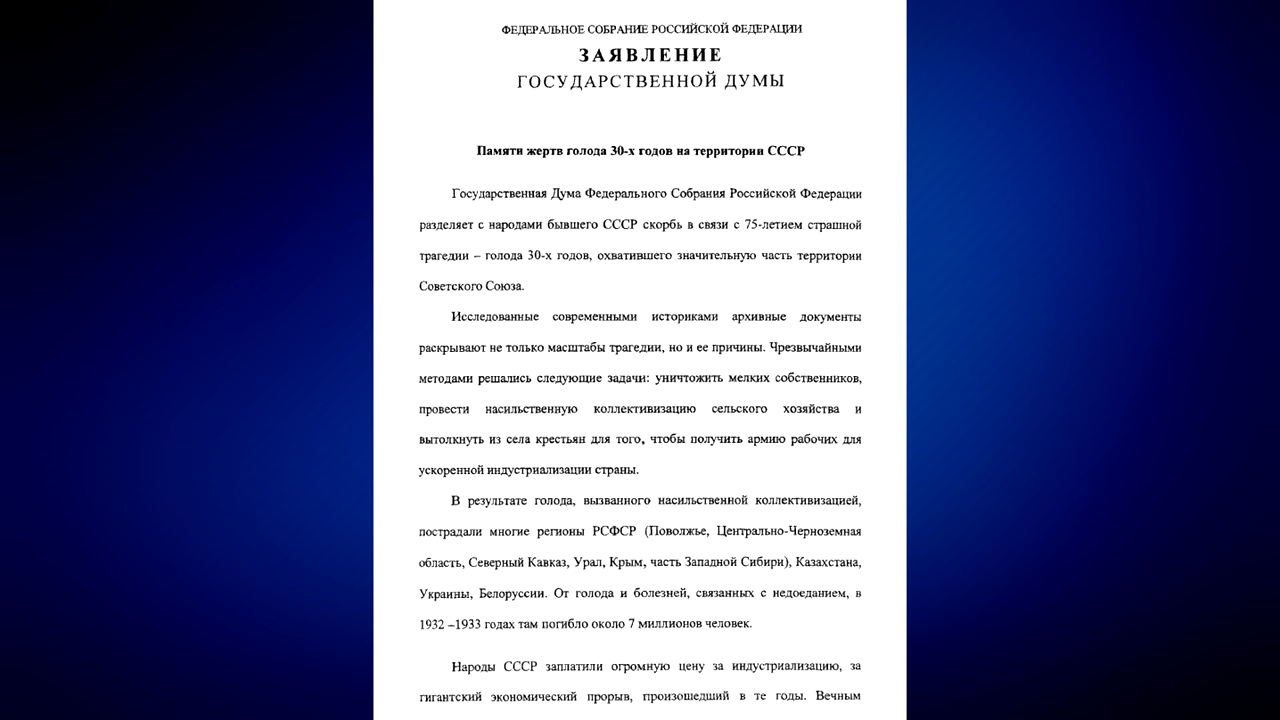 ФЕДЕРАЛЬНОЕ СОБРАНИЕ РОССИЙСКОЙ ФЕДЕРАЦИИ
ЗАЯВЛЕНИЕ
ГОСУДАРСТВЕННОЙ ДУМЫ
Памяти жертв голода 30-х годов на территории СССР
Государственная Дума Федерального Собрания Российской Федерации
разделяет с народами бывшего СССР скорбь в связи с 75-летием страшной
трагедии – голода 30-х годов, охватившего значительную часть территории
Советского Союза.
Исследованные современными историками архивные документы
раскрывают не только масштабы трагедии, но и ее причины. Чрезвычайными
методами решались следующие задачи: уничтожить мелких собственников,
провести насильственную коллективизацию сельского хозяйства и
вытолкнуть из села крестьян для того, чтобы получить армию рабочих для
ускоренной индустриализации страны.
В результате голода, вызванного насильственной коллективизацией,
пострадали многие регионы РСФСР (Поволжье, Центрально-Черноземная
область, Северный Кавказ, Урал, Крым, часть Западной Сибири), Казахстана,
Украины, Белоруссии. От голода и болезней, связанных с недоеданием, в
1932 –1933 годах там погибло около 7 миллионов человек.
Народы СССР заплатили огромную цену за индустриализацию, за
гигантский экономический прорыв, произошедший в те годы. Вечным